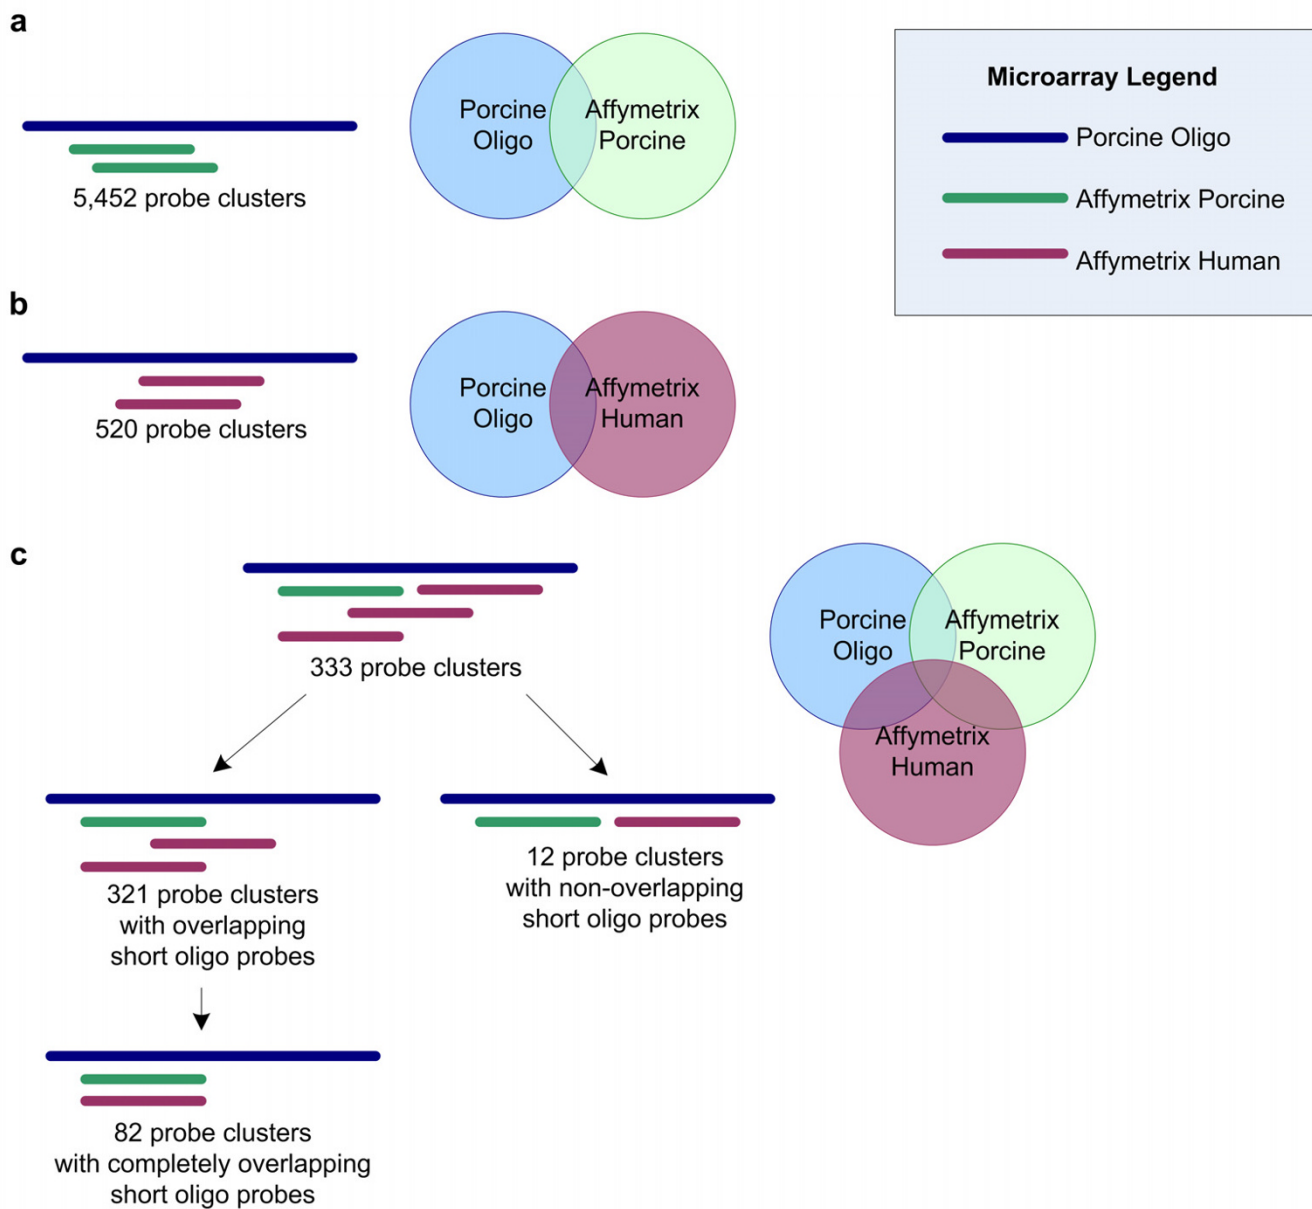 a
Porcine
Oligo
Affymetrix
Porcine
5,452 probe clusters
Microarray Legend
Porcine Oligo
Affymetrix Porcine
Affymetrix Human
b
Porcine
Oligo
Affymetrix
Human
520 probe clusters
c
333 probe clusters
Porcine
Oligo
Affymetrix
Porcine
Affymetrix
Human
321 probe clusters
with overlapping
short oligo probes
12 probe clusters
with non-overlapping
short oligo probes
82 probe clusters
with completely overlapping
short oligo probes